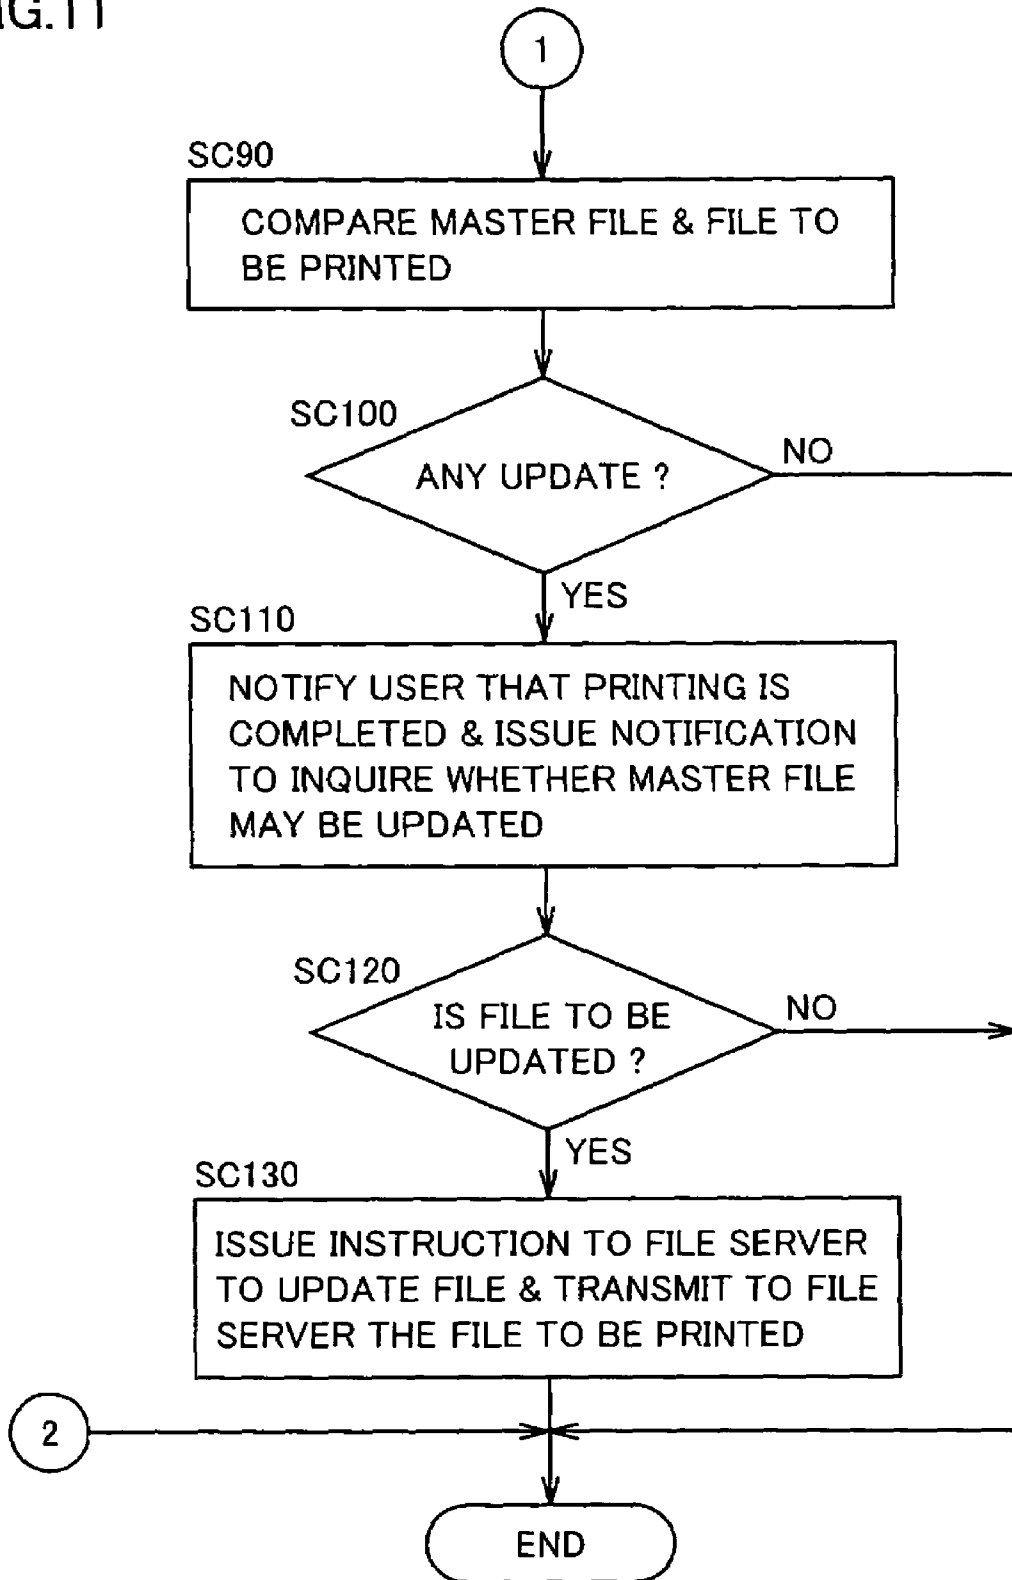 IG.11
1
SC90
COMPARE MASTER FILE & FILE TO
BE PRINTED
SC100
ANY UPDATE ?
NO
YES
SC110
NOTIFY USER THAT PRINTING IS
COMPLETED & ISSUE NOTIFICATION
TO INQUIRE WHETHER MASTER FILE
MAY BE UPDATED
SC120
IS FILE TO BE
UPDATED ?
NO
YES
SC130
ISSUE INSTRUCTION TO FILE SERVER
TO UPDATE FILE & TRANSMIT TO FILE
SERVER THE FILE TO BE PRINTED
2
END